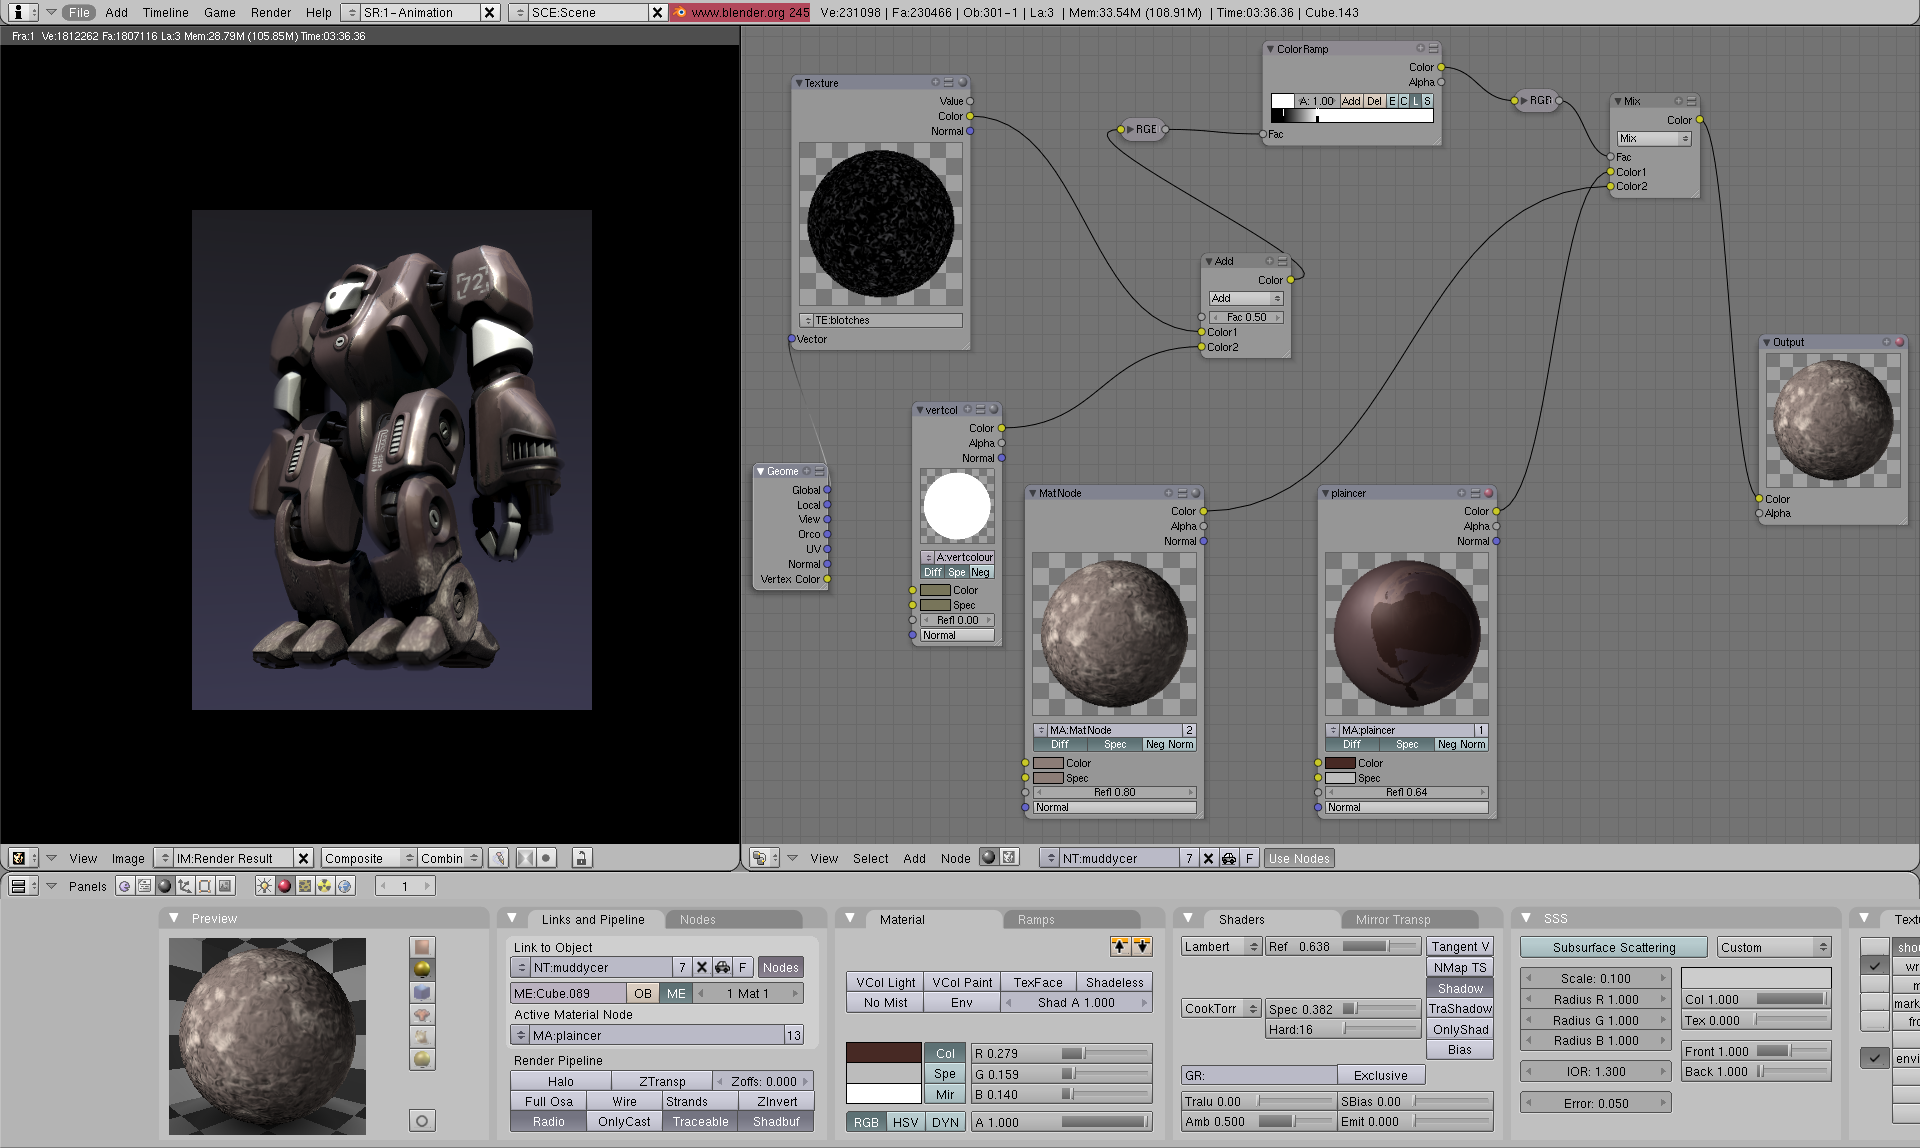 File Add Timeline Game Render Help SR:1-Animation SCE:Scene www.blender.org 245 Ve:231098 | Fa:230466 | Ob:301-1 | La:3 | Mem:33.54M (108.91M) | Time:03:36.36 | Cube.143
Fra:1 Ve:1812262 Fa:1807116 La:3 Mem:28.79M (105.85M) Time:03:36.36
72
Texture
Value
Color
Normal
TE:blotches
Vector
Geome
Global
Local
View
Orco
UV
Normal
Vertex Color
vertcol
Color
Alpha
Normal
A:vertcolour
Diff Spe Neg
Color
Spec
Refl 0.00
Normal
RGE
ColorRamp
Color
Alpha
A: 1.00 Add Del E C L S
Fac
RGE
Mix
Color
Mix
Fac
Color1
Color2
Add
Color
Add
Fac 0.50
Color1
Color2
MatNode
Color
Alpha
Normal
MA:MatNode 2
Diff Spec Neg Norm
Color
Spec
Refl 0.80
Normal
plaincer
Color
Alpha
Normal
MA:plaincer 1
Diff Spec Neg Norm
Color
Spec
Refl 0.64
Normal
Output
Color
Alpha
View Image IM:Render Result Composite Combin
View Select Add Node NT:muddycer 7 F Use Nodes
Panels 1
Preview
Links and Pipeline Nodes
Link to Object
NT:muddycer 7 F Nodes
ME:Cube.089 OB ME 1 Mat 1
Active Material Node
MA:plaincer 13
Render Pipeline
Halo ZTransp Zoffs: 0.000
Full Osa Wire Strands ZInvert
Radio OnlyCast Traceable Shadbuf
Material Ramps
VCol Light VCol Paint TexFace Shadeless
No Mist Env Shad A 1.000
Col R 0.279
Spe G 0.159
Mir B 0.140
RGB HSV DYN A 1.000
Shaders Mirror Transp
Lambert Ref 0.638 Tangent V
NMap TS
Shadow
CookTorr Spec 0.382 TraShadow
Hard:16 OnlyShad
Bias
GR: Exclusive
Tralu 0.00 SBias 0.00
Amb 0.500 Emit 0.000
SSS
Subsurface Scattering Custom
Scale: 0.100
Radius R 1.000 Col 1.000
Radius G 1.000 Tex 0.000
Radius B 1.000
Front 1.000
IOR: 1.300 Back 1.000
Error: 0.050
Textu
shou
wr
m
mark
fro
envi